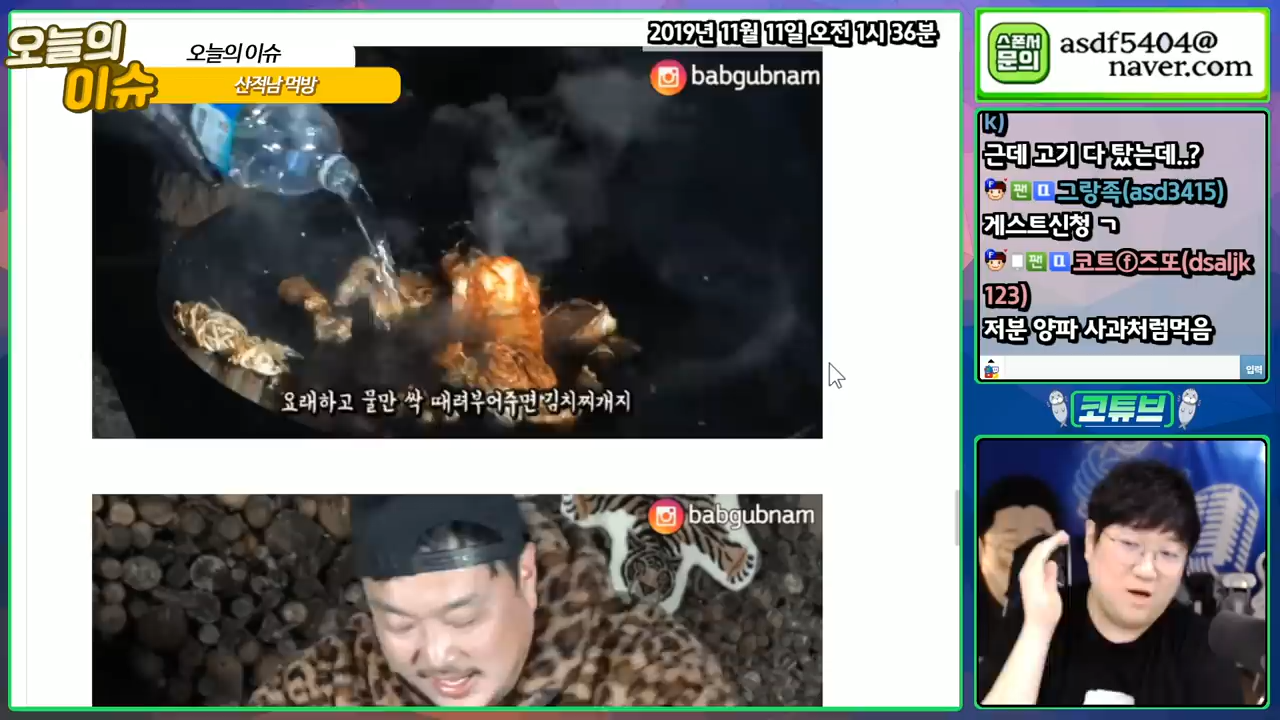 오늘의
이슈
오늘의 이슈
산적남 먹방
2019년 11월 11일 오전 1시 36분
babgubnam
요래하고 물만 싹 때려부어주면 김치찌개지
babgubnam
스폰서
문의
asdf5404@
naver.com
k)
근데 고기 다 탔는데..?
팬 그랑족(asd3415)
게스트신청 ㄱ
팬 코트ⓕ즈또(dsaljk
123)
저분 양파 사과처럼먹음
입력
코튜브